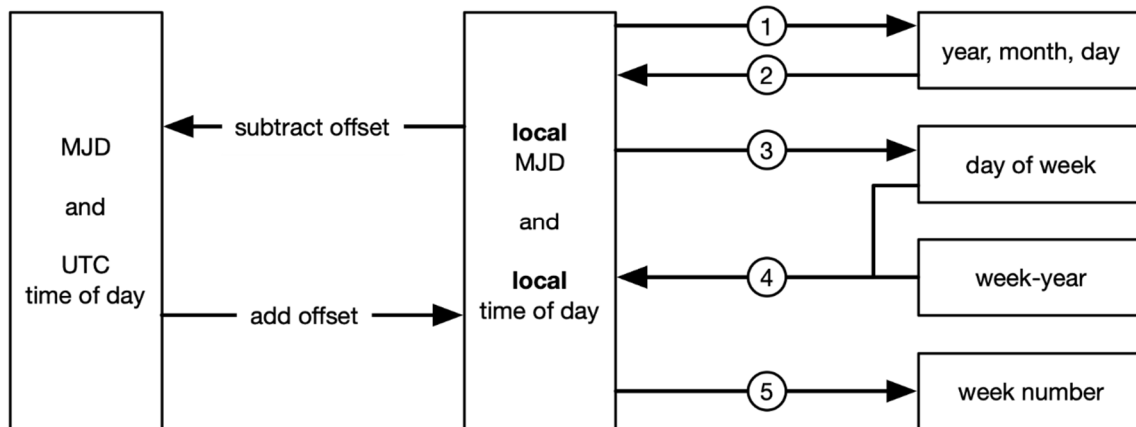 MJD
and
UTC
time of day
subtract offset
add offset
local
MJD
and
local
time of day
1
2
3
4
5
year, month, day
day of week
week-year
week number